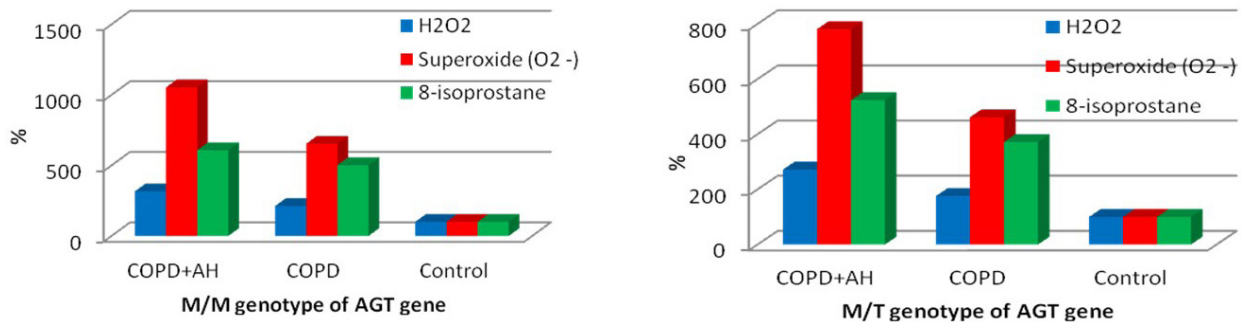 1500
1000
500
0
%
H2O2
Superoxide (O2 -)
8-isoprostane
COPD+AH
COPD
Control
M/M genotype of AGT gene
800
600
400
200
0
%
H2O2
Superoxide (O2 -)
8-isoprostane
COPD+AH
COPD
Control
M/T genotype of AGT gene